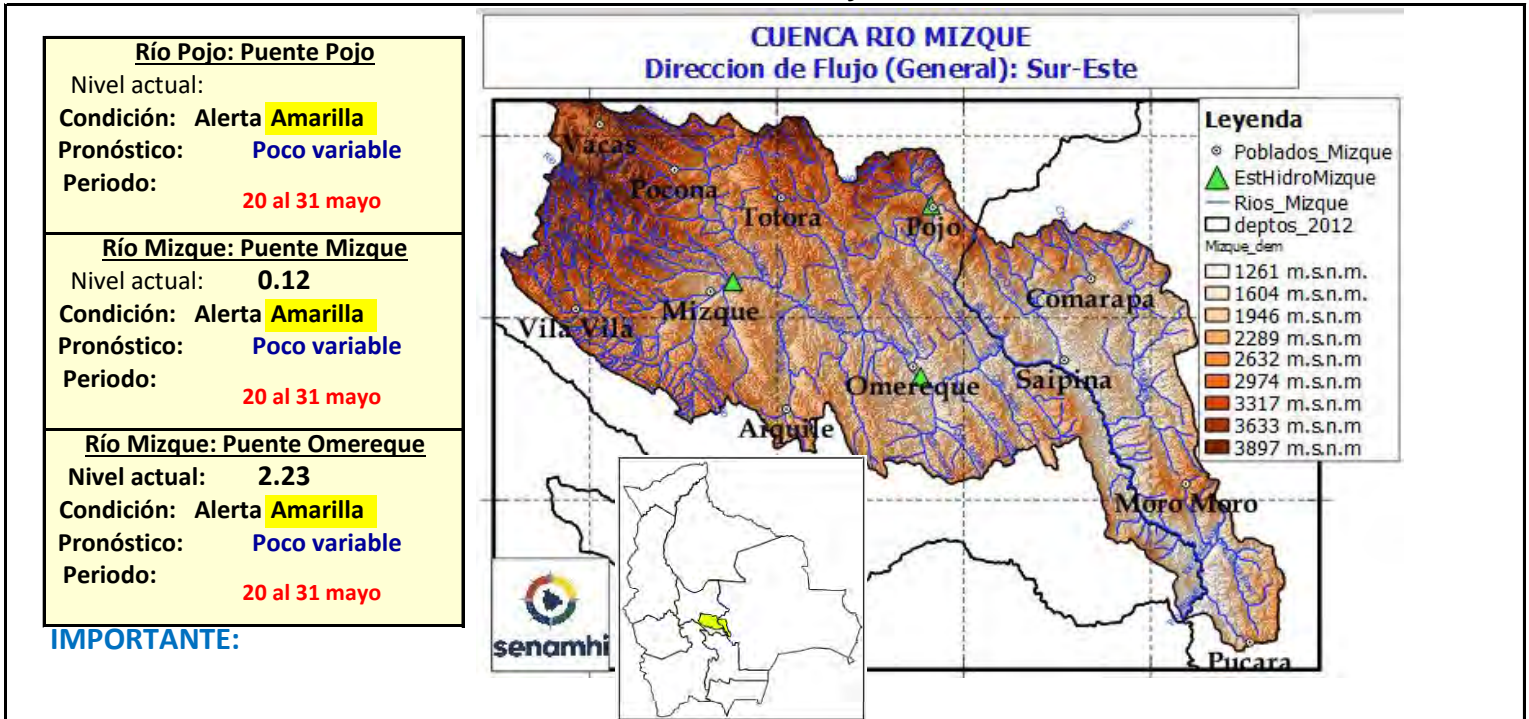 Río Pojo: Puente Pojo
Nivel actual:
Condición: Alerta Amarilla
Pronóstico: Poco variable
Periodo:
20 al 31 mayo
Río Mizque: Puente Mizque
Nivel actual: 0.12
Condición: Alerta Amarilla
Pronóstico: Poco variable
Periodo:
20 al 31 mayo
Río Mizque: Puente Omereque
Nivel actual: 2.23
Condición: Alerta Amarilla
Pronóstico: Poco variable
Periodo:
20 al 31 mayo
IMPORTANTE:
CUENCA RIO MIZQUE
Direccion de Flujo (General): Sur-Este
Vacas
Pocona
Totora
Pojo
Mizque
Vila Vila
Comarapa
Omereque
Saipina
Aiquile
Moro Moro
Pucara
Leyenda
Poblados_Mizque
EstHidroMizque
Rios_Mizque
deptos_2012
Mizque_dem
1261 m.s.n.m.
1604 m.s.n.m.
1946 m.s.n.m
2289 m.s.n.m
2632 m.s.n.m
2974 m.s.n.m
3317 m.s.n.m
3633 m.s.n.m
3897 m.s.n.m
senamhi